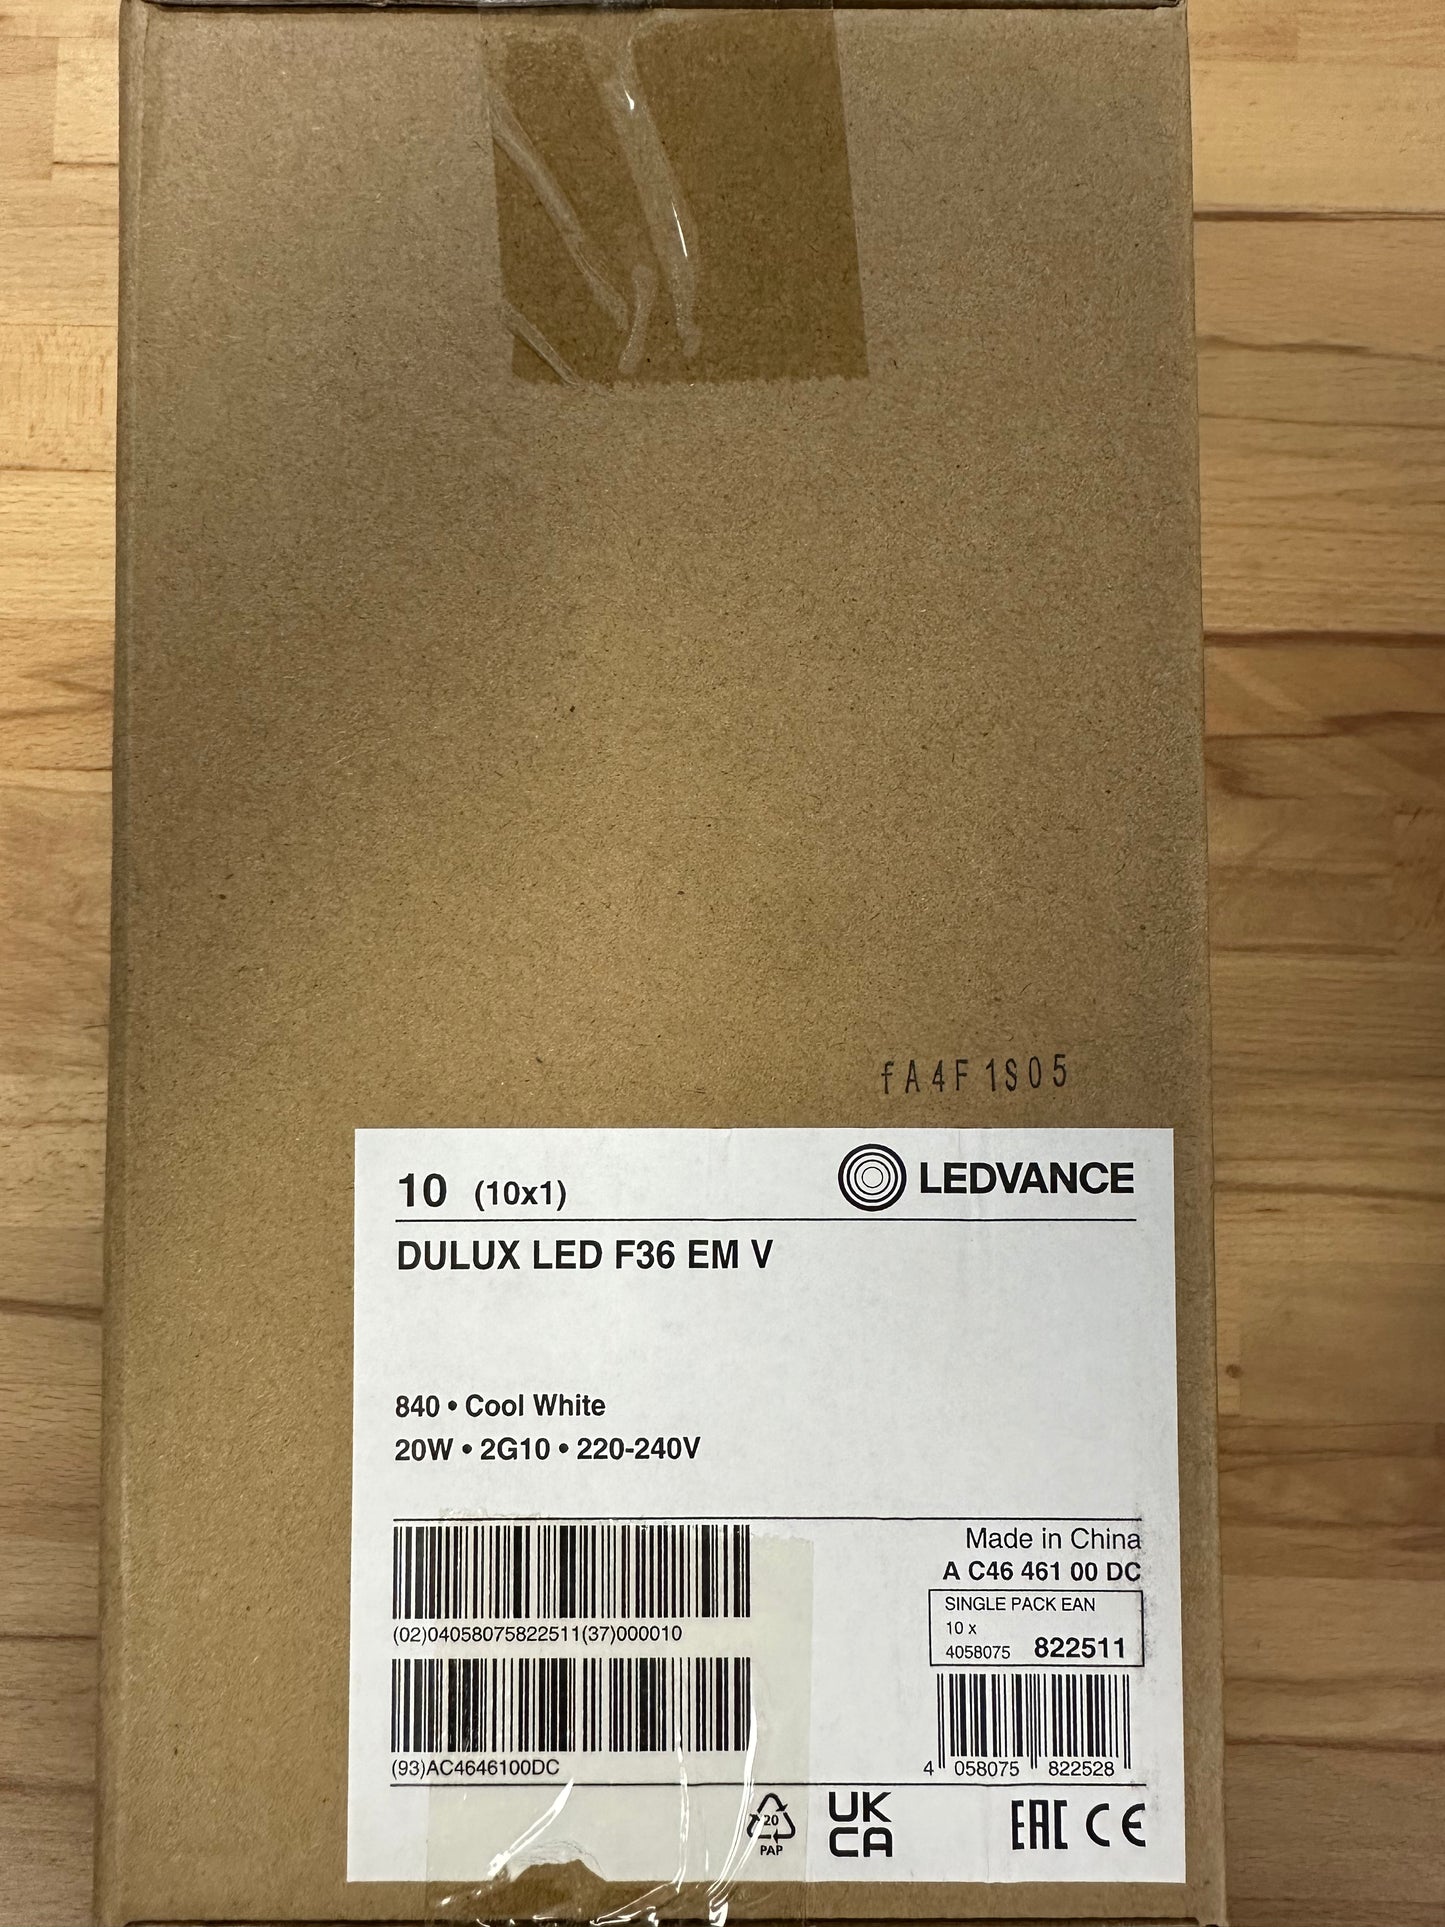 fA4F1S05
10 (10x1)
LEDVANCE
DULUX LED F36 EM V
840 • Cool White
20W • 2G10 • 220-240V
Made in China
A C46 461 00 DC
SINGLE PACK EAN
10 x
4058075 822511
(02)04058075822511(37)000010
(93)AC4646100DC
4 058075 822528
20
PAP
UK
CA
EAC CE